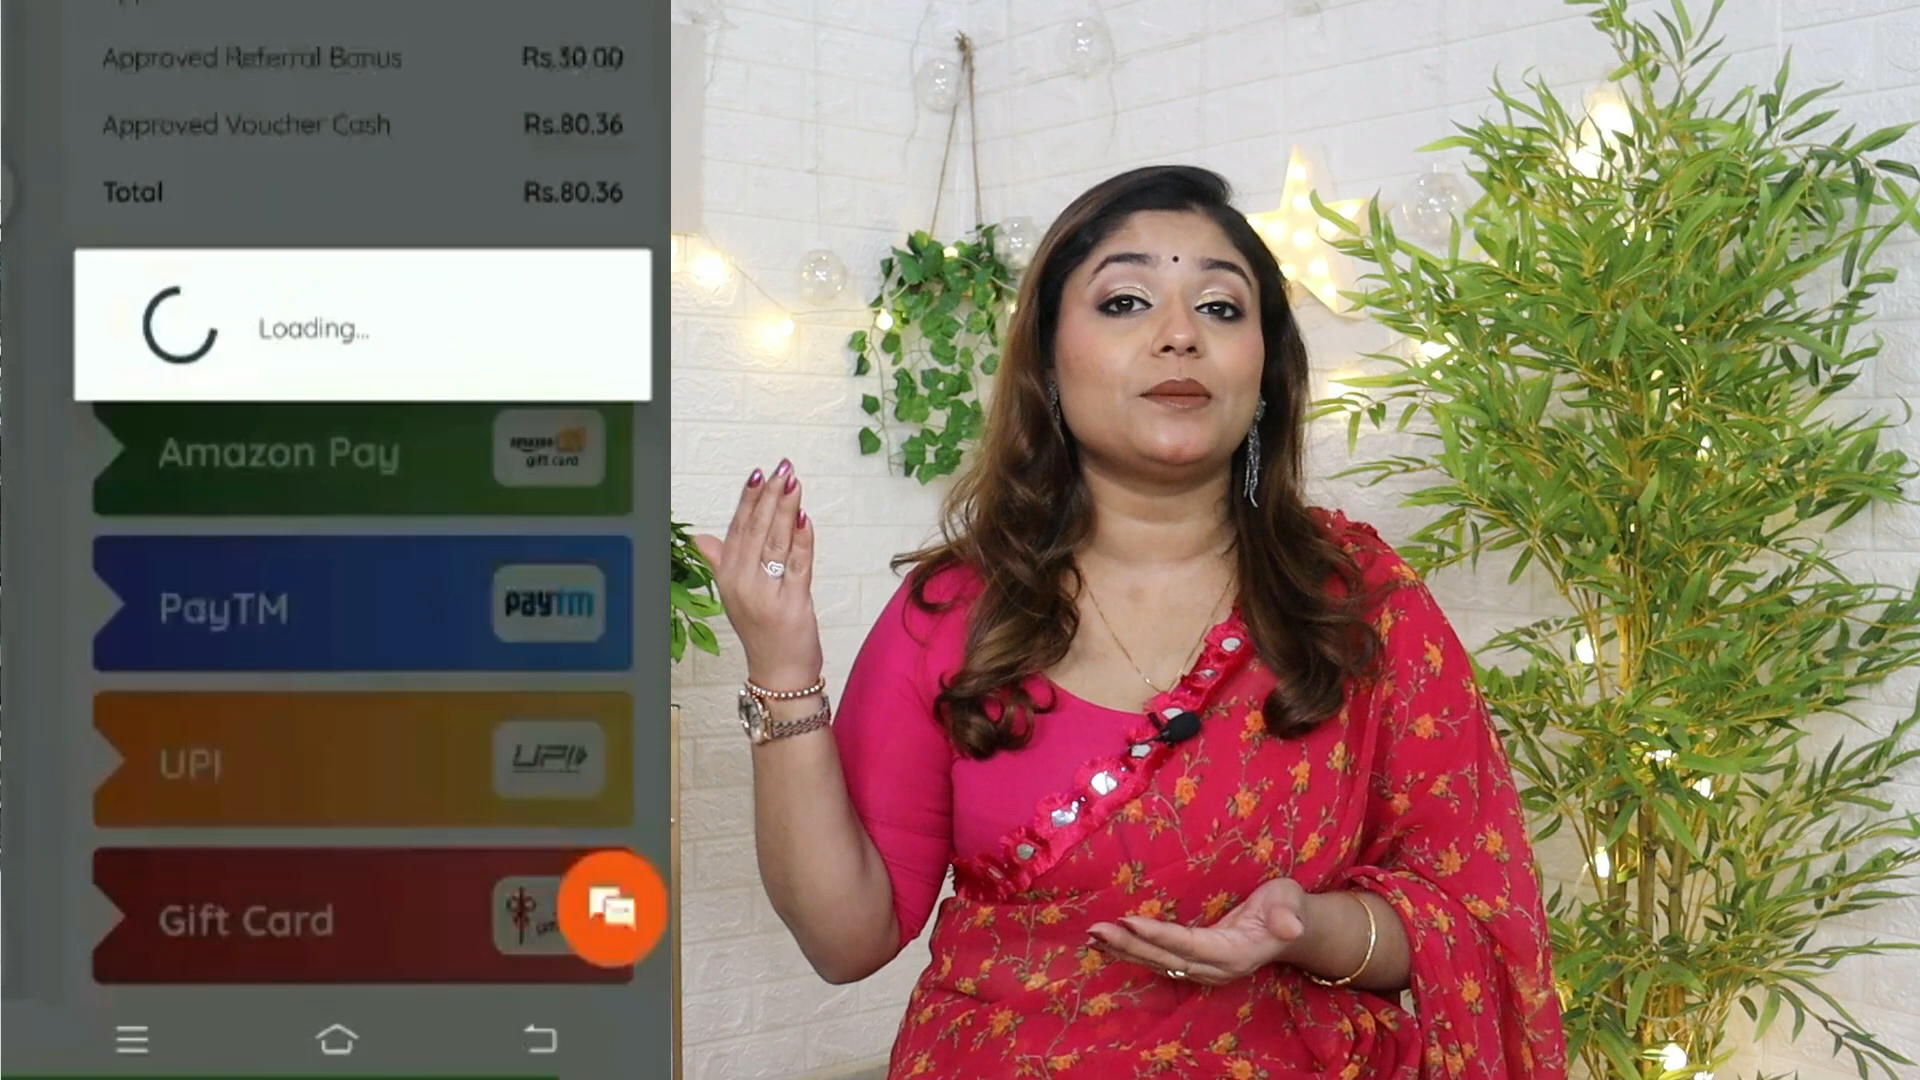 Approved Referral Bonus Rs.30.00
Approved Voucher Cash Rs.80.36
Total Rs.80.36
Loading...
Amazon Pay
amazon pay
gift card
PayTM
paytm
UPI
UPI
Gift Card